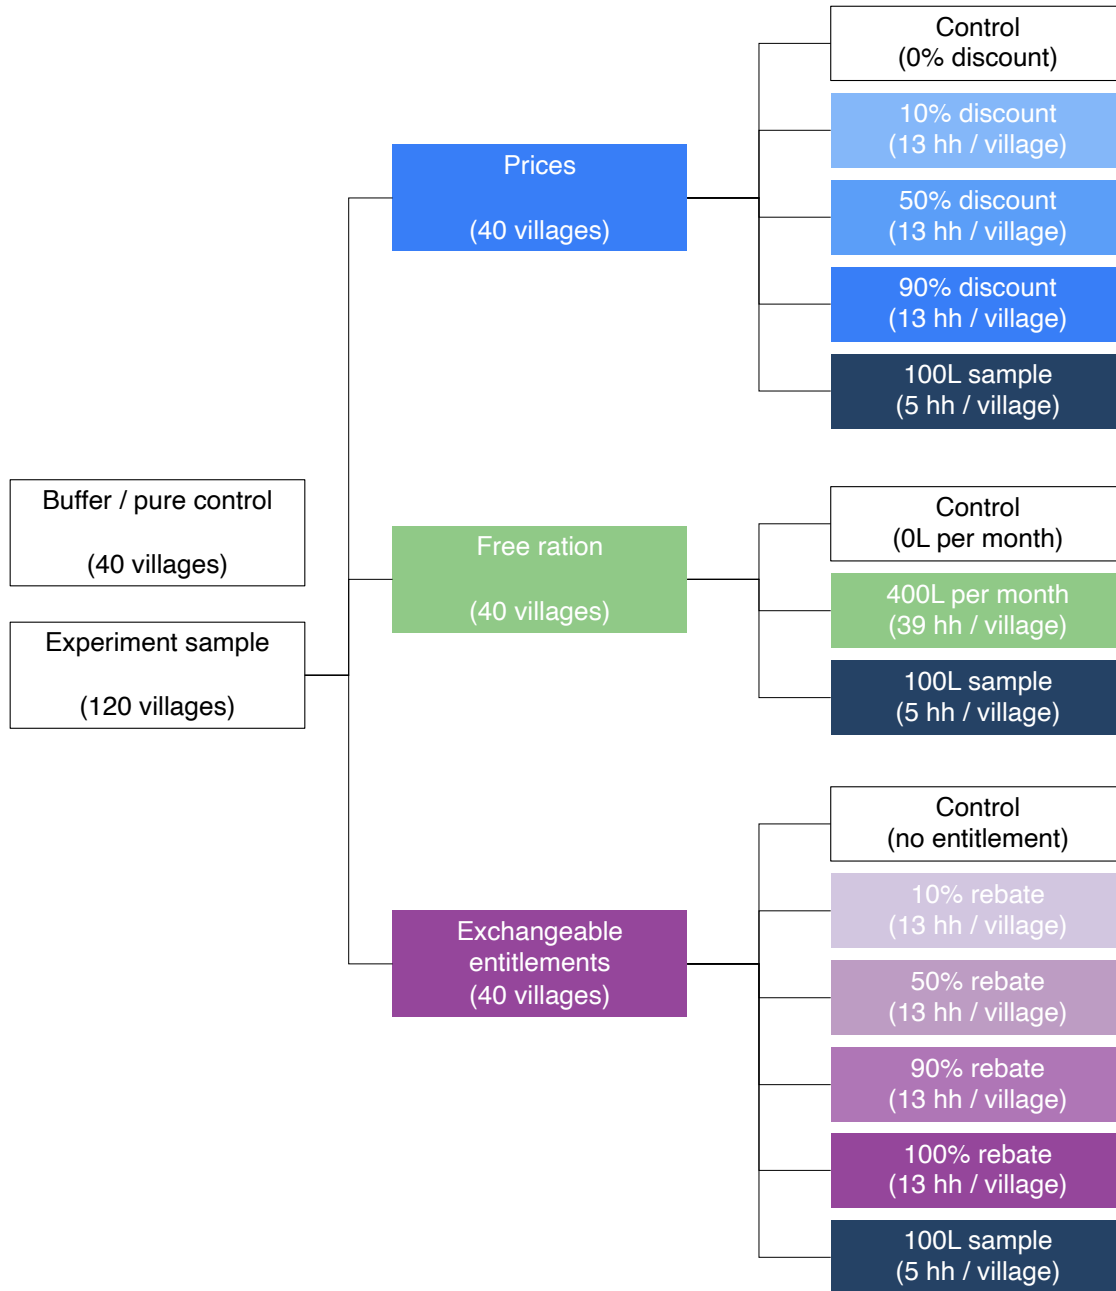 Buffer / pure control
(40 villages)
Experiment sample
(120 villages)
Prices
(40 villages)
Free ration
(40 villages)
Exchangeable
entitlements
(40 villages)
Control
(0% discount)
10% discount
(13 hh / village)
50% discount
(13 hh / village)
90% discount
(13 hh / village)
100L sample
(5 hh / village)
Control
(0L per month)
400L per month
(39 hh / village)
100L sample
(5 hh / village)
Control
(no entitlement)
10% rebate
(13 hh / village)
50% rebate
(13 hh / village)
90% rebate
(13 hh / village)
100% rebate
(13 hh / village)
100L sample
(5 hh / village)